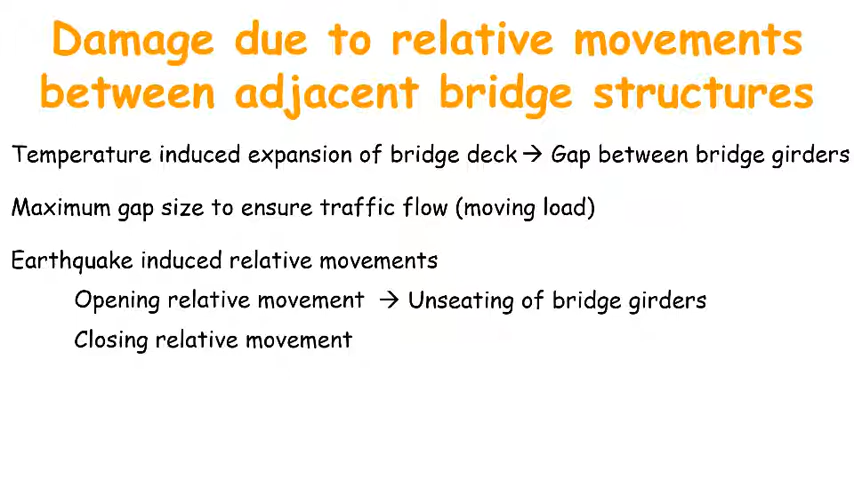 Damage due to relative movements
between adjacent bridge structures
Temperature induced expansion of bridge deck → Gap between bridge girders
Maximum gap size to ensure traffic flow (moving load)
Earthquake induced relative movements
Opening relative movement → Unseating of bridge girders
Closing relative movement